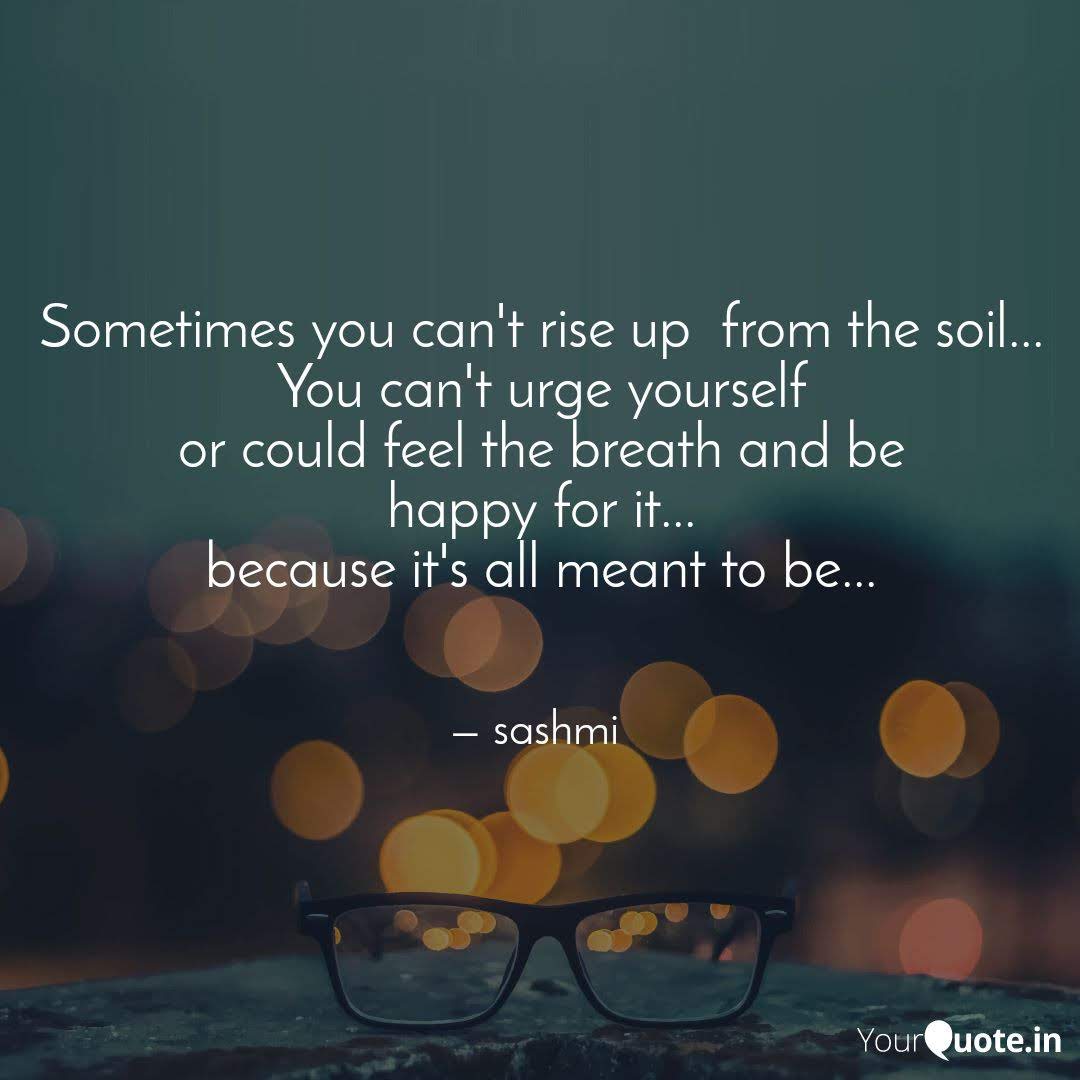 Sometimes you can't rise up  from the soil...
You can't urge yourself
or could feel the breath and be
happy for it...
because it's all meant to be...
— sashmi
YourQuote.in